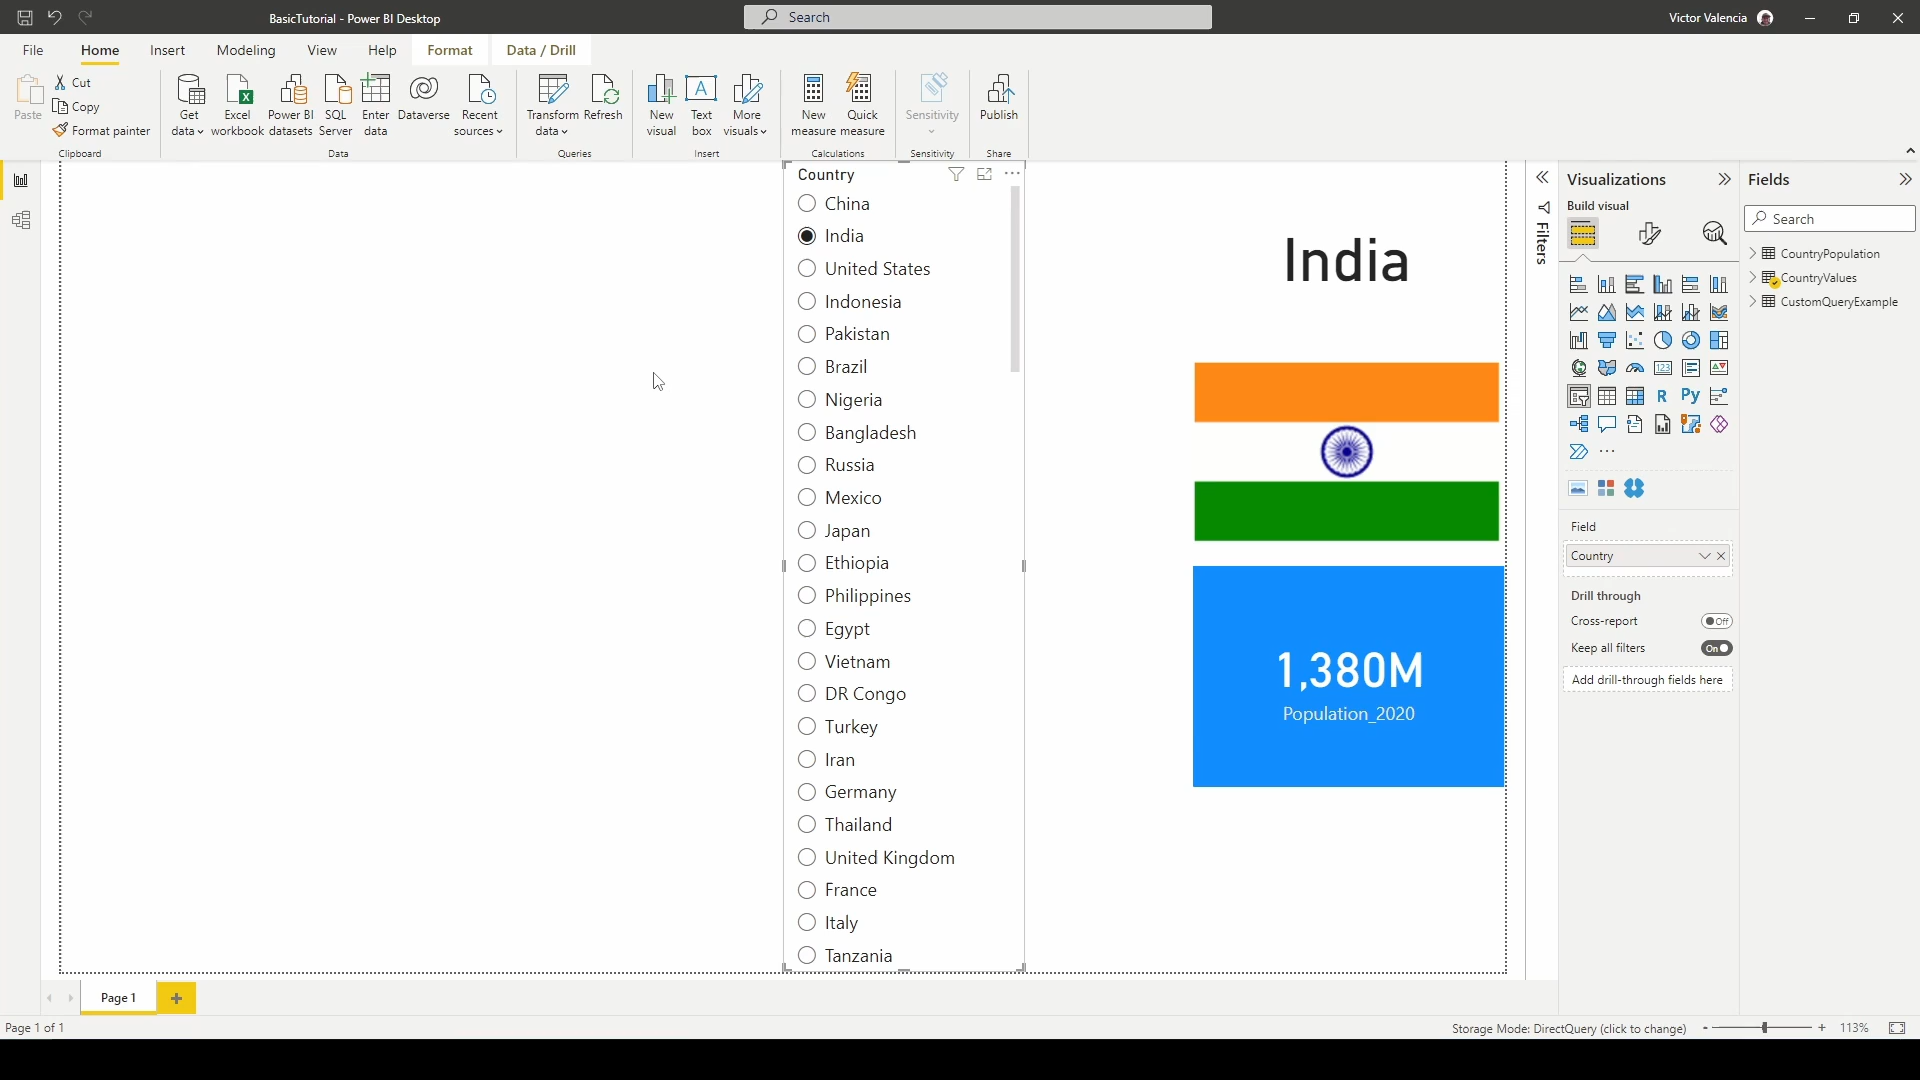 BasicTutorial - Power BI Desktop
Search
Victor Valencia
File Home Insert Modeling View Help Format Data / Drill
Paste
Cut
Copy
Format painter
Clipboard
Get data
Excel workbook
Power BI datasets
SQL Server
Enter data
Dataverse
Recent sources
Data
Transform data
Refresh
Queries
New visual
A
Text box
More visuals
Insert
New measure
Quick measure
Calculations
Sensitivity
Sensitivity
Publish
Share
Country
China
India
United States
Indonesia
Pakistan
Brazil
Nigeria
Bangladesh
Russia
Mexico
Japan
Ethiopia
Philippines
Egypt
Vietnam
DR Congo
Turkey
Iran
Germany
Thailand
United Kingdom
France
Italy
Tanzania
India
1,380M
Population_2020
Filters
Visualizations
Build visual
123
R Py
Field
Country
Drill through
Cross-report Off
Keep all filters On
Add drill-through fields here
Fields
Search
CountryPopulation
CountryValues
CustomQueryExample
Page 1
Page 1 of 1
Storage Mode: DirectQuery (click to change)
113%